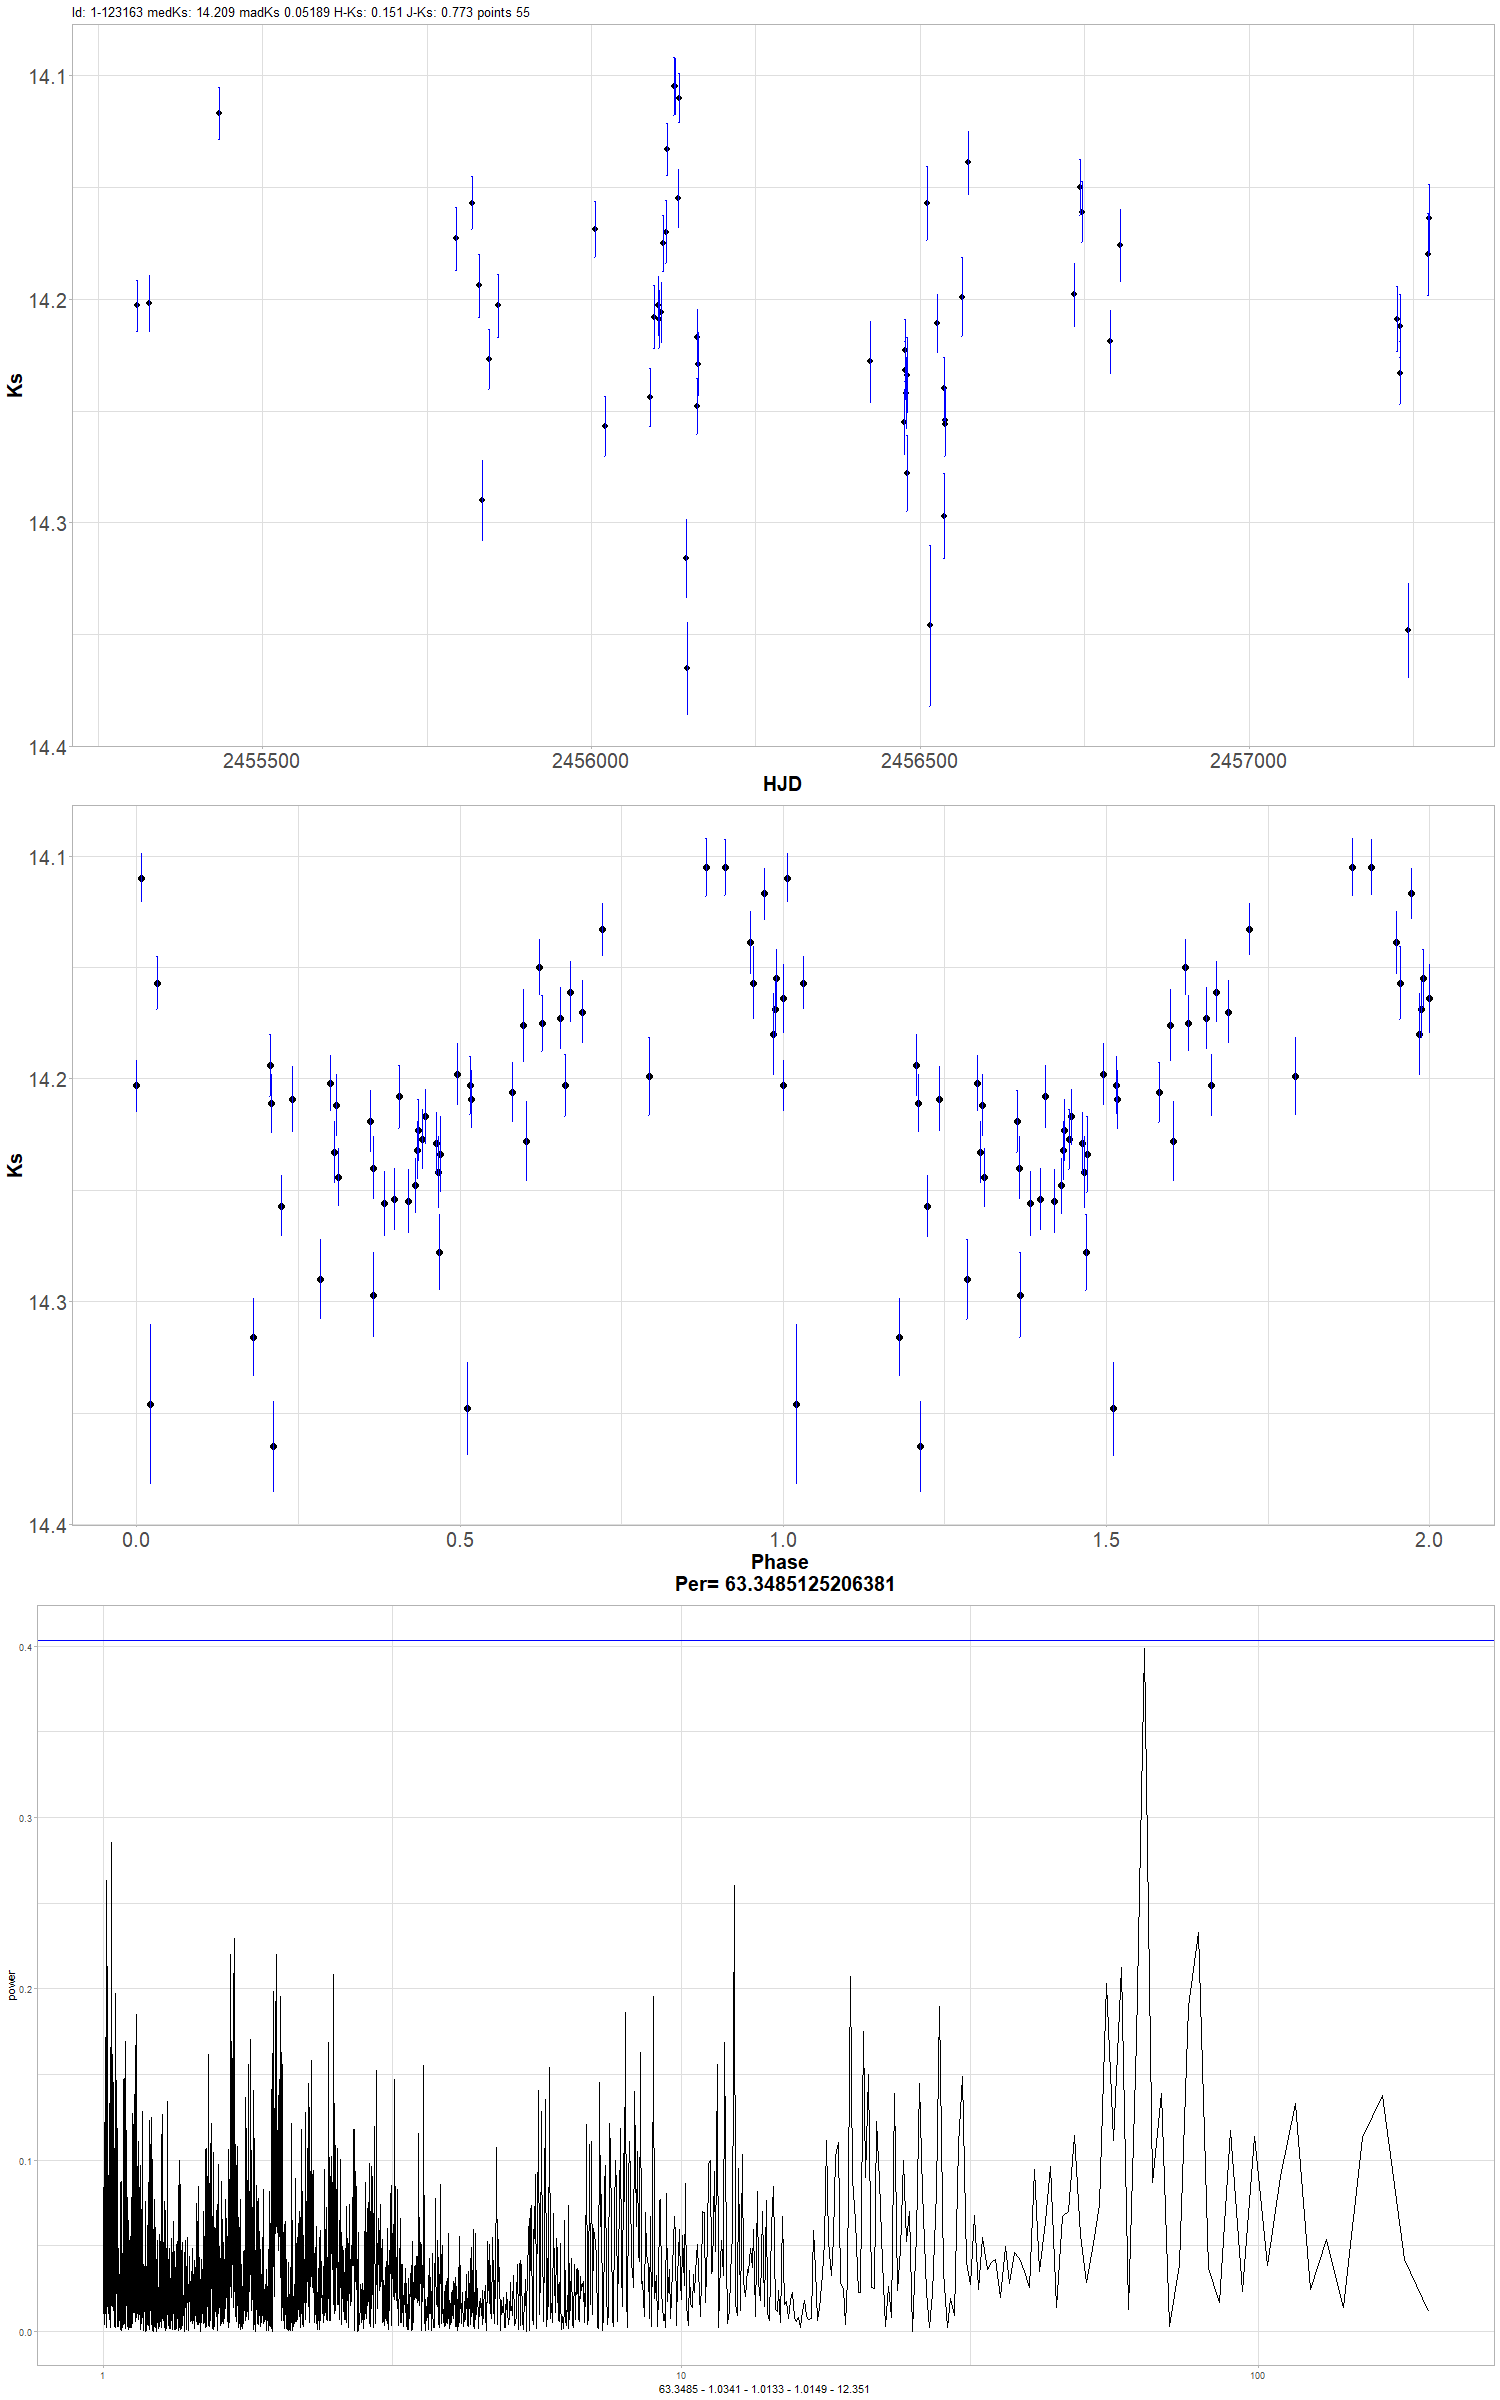 Id: 1-123163 medKs: 14.209 madKs 0.05189 H-Ks: 0.151 J-Ks: 0.773 points 55
14.1
14.2
14.3
14.4
Ks
2455500 2456000 2456500 2457000
HJD
14.1
14.2
14.3
14.4
Ks
0.0 0.5 1.0 1.5 2.0
Phase
Per= 63.3485125206381
0.4
0.3
0.2
0.1
0.0
power
1 10 100
63.3485 - 1.0341 - 1.0133 - 1.0149 - 12.351